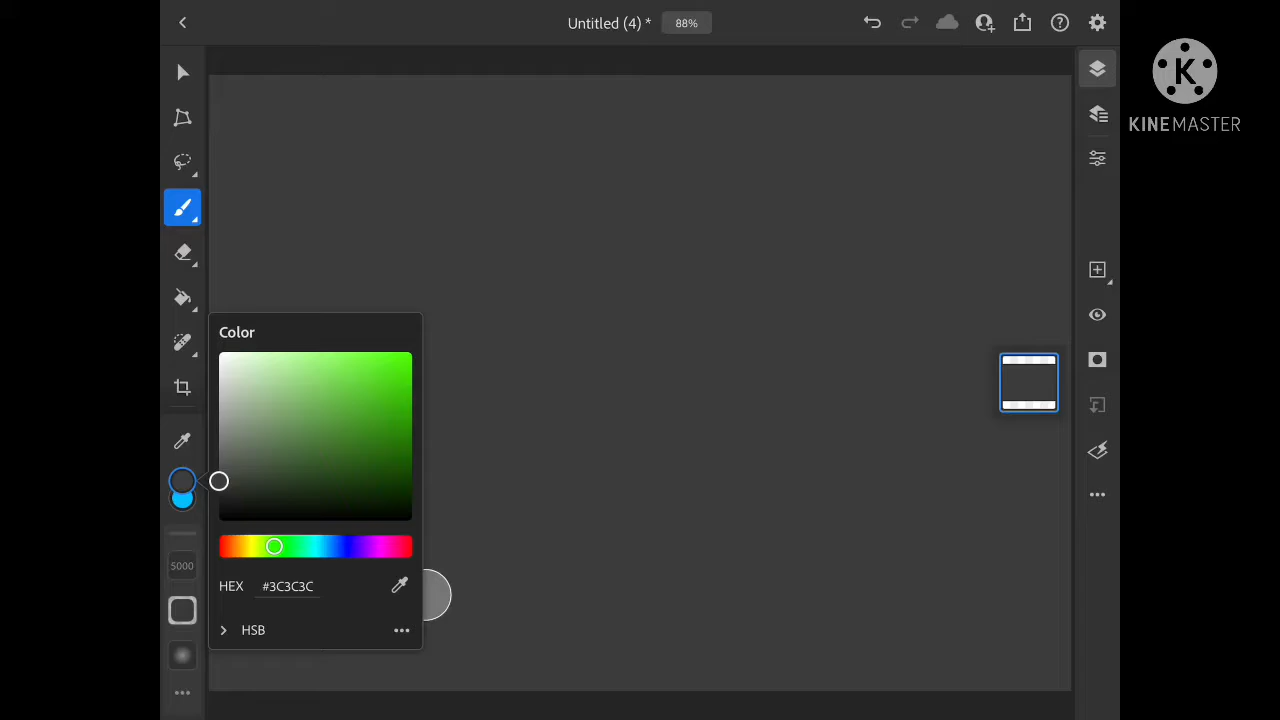 Untitled (4) *
88%
K
KINEMASTER
Color
HEX
#3C3C3C
HSB
5000